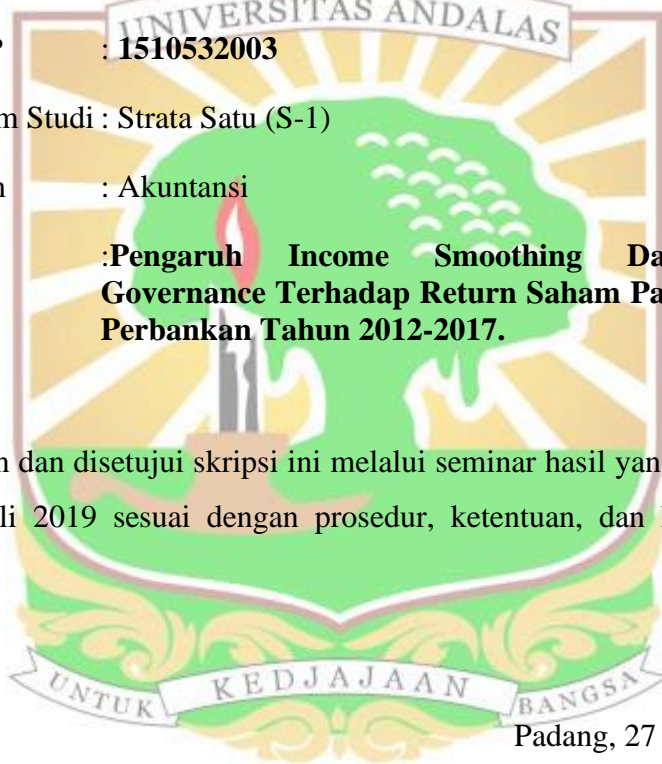 UNIVERSITAS ANDALAS
: 1510532003
m Studi : Strata Satu (S-1)
: Akuntansi
:Pengaruh Income Smoothing Da
Governance Terhadap Return Saham Pa
Perbankan Tahun 2012-2017.
n dan disetujui skripsi ini melalui seminar hasil yan
li 2019 sesuai dengan prosedur, ketentuan, dan
UNTUK KEDJAJAAN BANGSA
Padang, 27